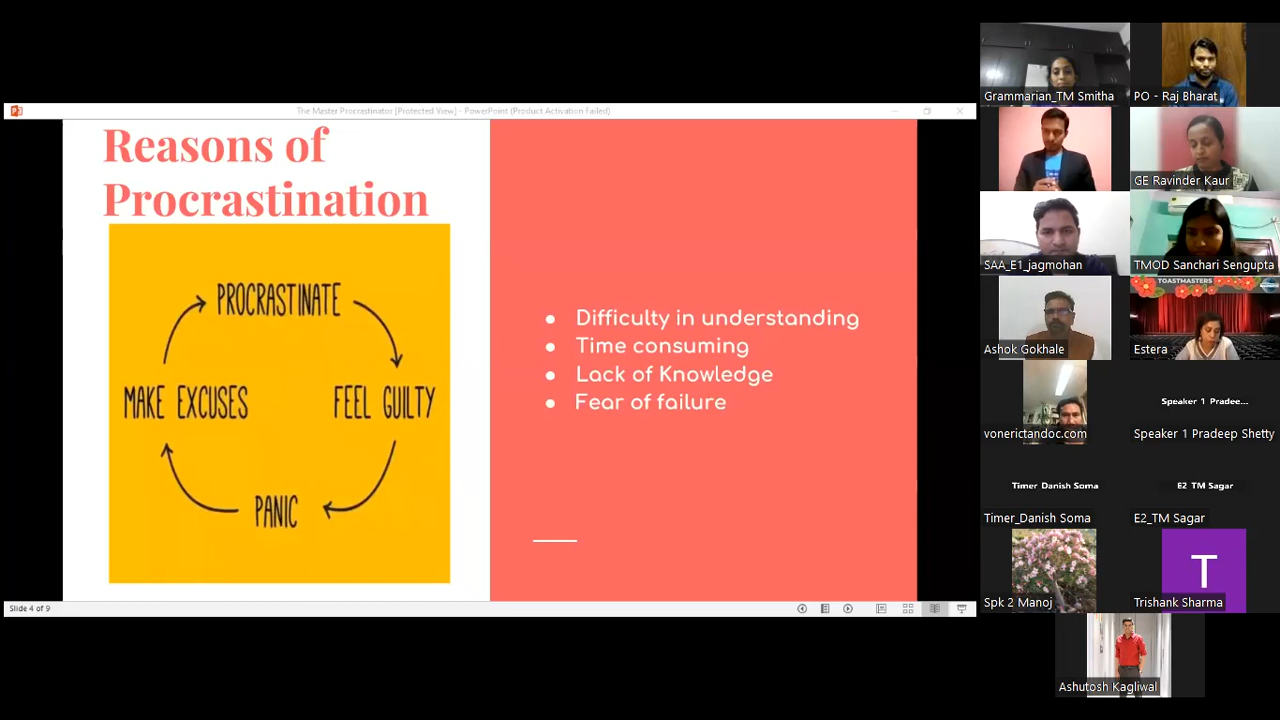 The Master Procrastinator [Protected View] - PowerPoint (Product Activation Failed)
Reasons of
Procrastination
PROCRASTINATE
MAKE EXCUSES
FEEL GUILTY
PANIC
● Difficulty in understanding
● Time consuming
● Lack of Knowledge
● Fear of failure
Slide 4 of 9
Grammarian_TM Smitha
PO - Raj Bharat
GE Ravinder Kaur
SAA_E1_jagmohan
TMOD Sanchari Sengupta
Ashok Gokhale
TOASTMASTERS
Estera
vonerictandoc.com
Speaker 1 Pradee...
Speaker 1 Pradeep Shetty
Timer Danish Soma
Timer_Danish Soma
E2 TM Sagar
E2_TM Sagar
Spk 2 Manoj
T
Trishank Sharma
Ashutosh Kagliwal